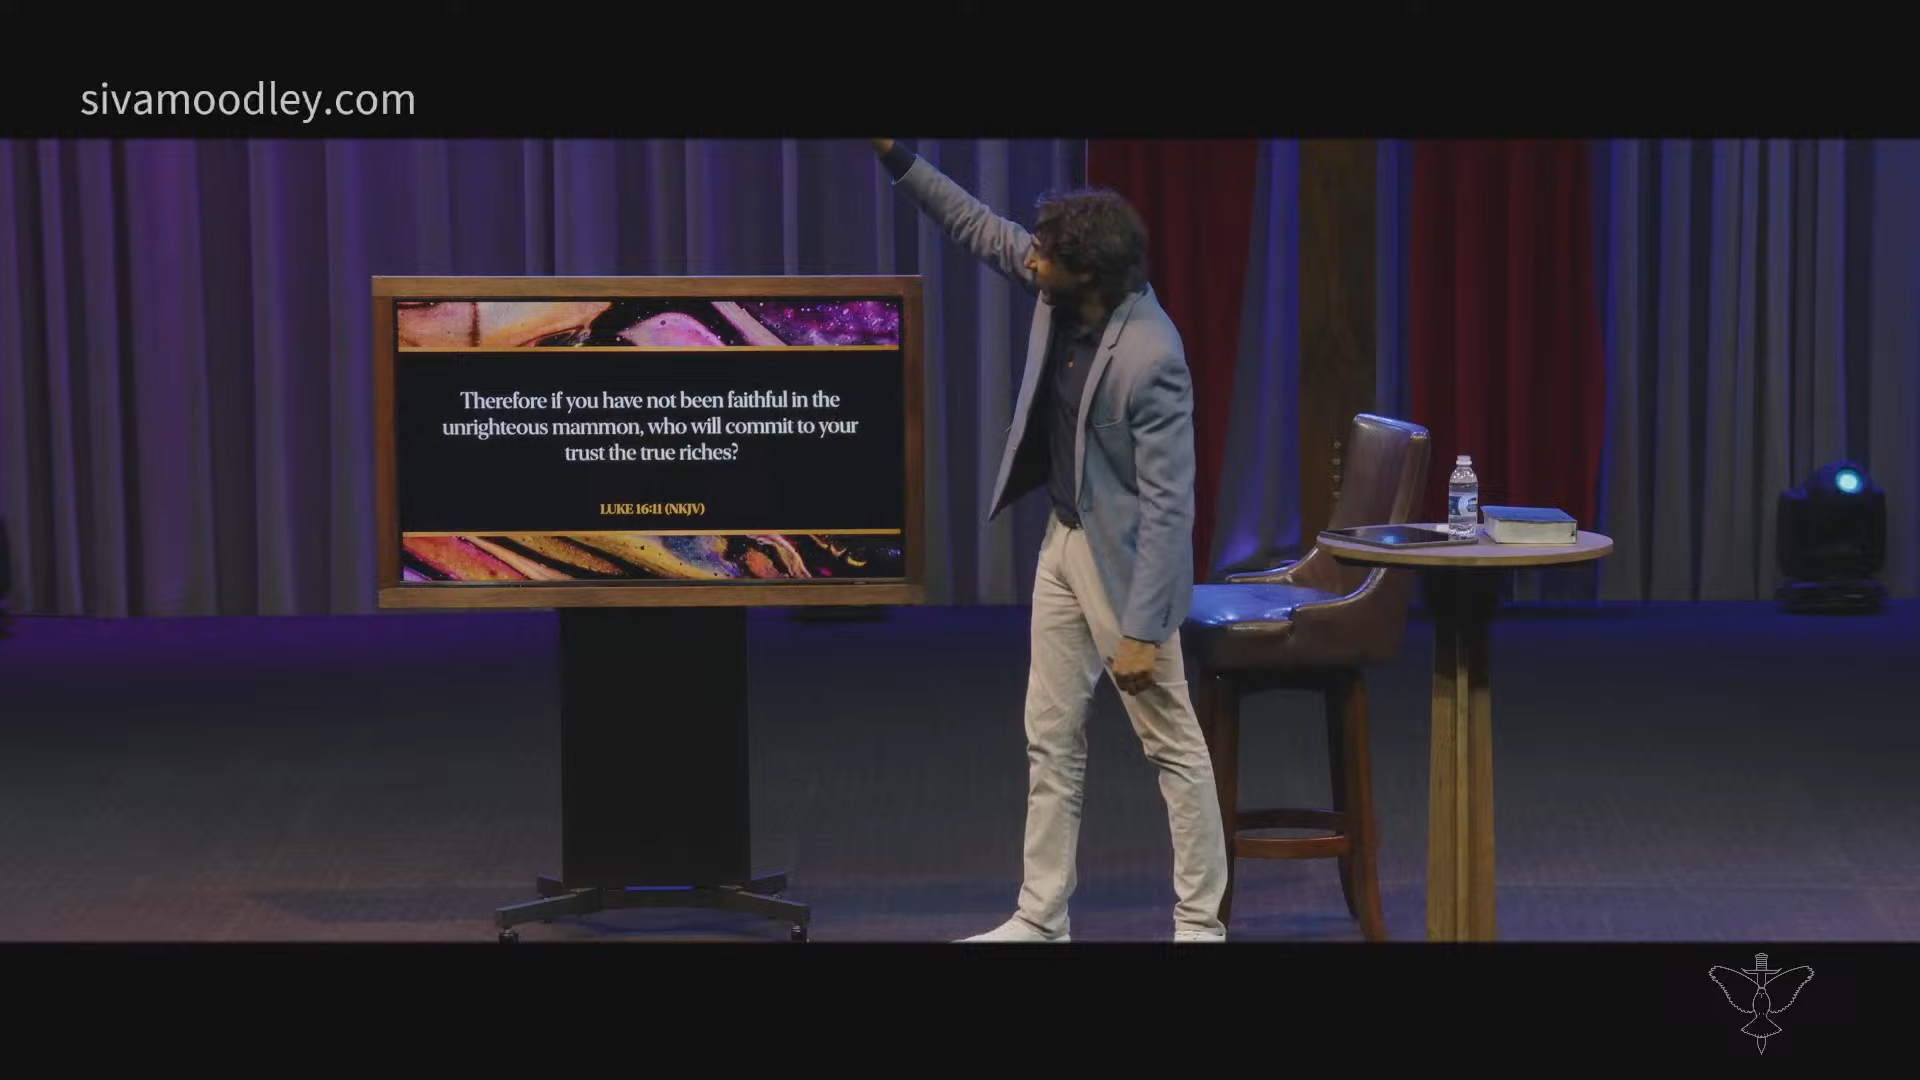 sivamoodley.com
Therefore if you have not been faithful in the
unrighteous mammon, who will commit to your
trust the true riches?
LUKE 16:11 (NKJV)